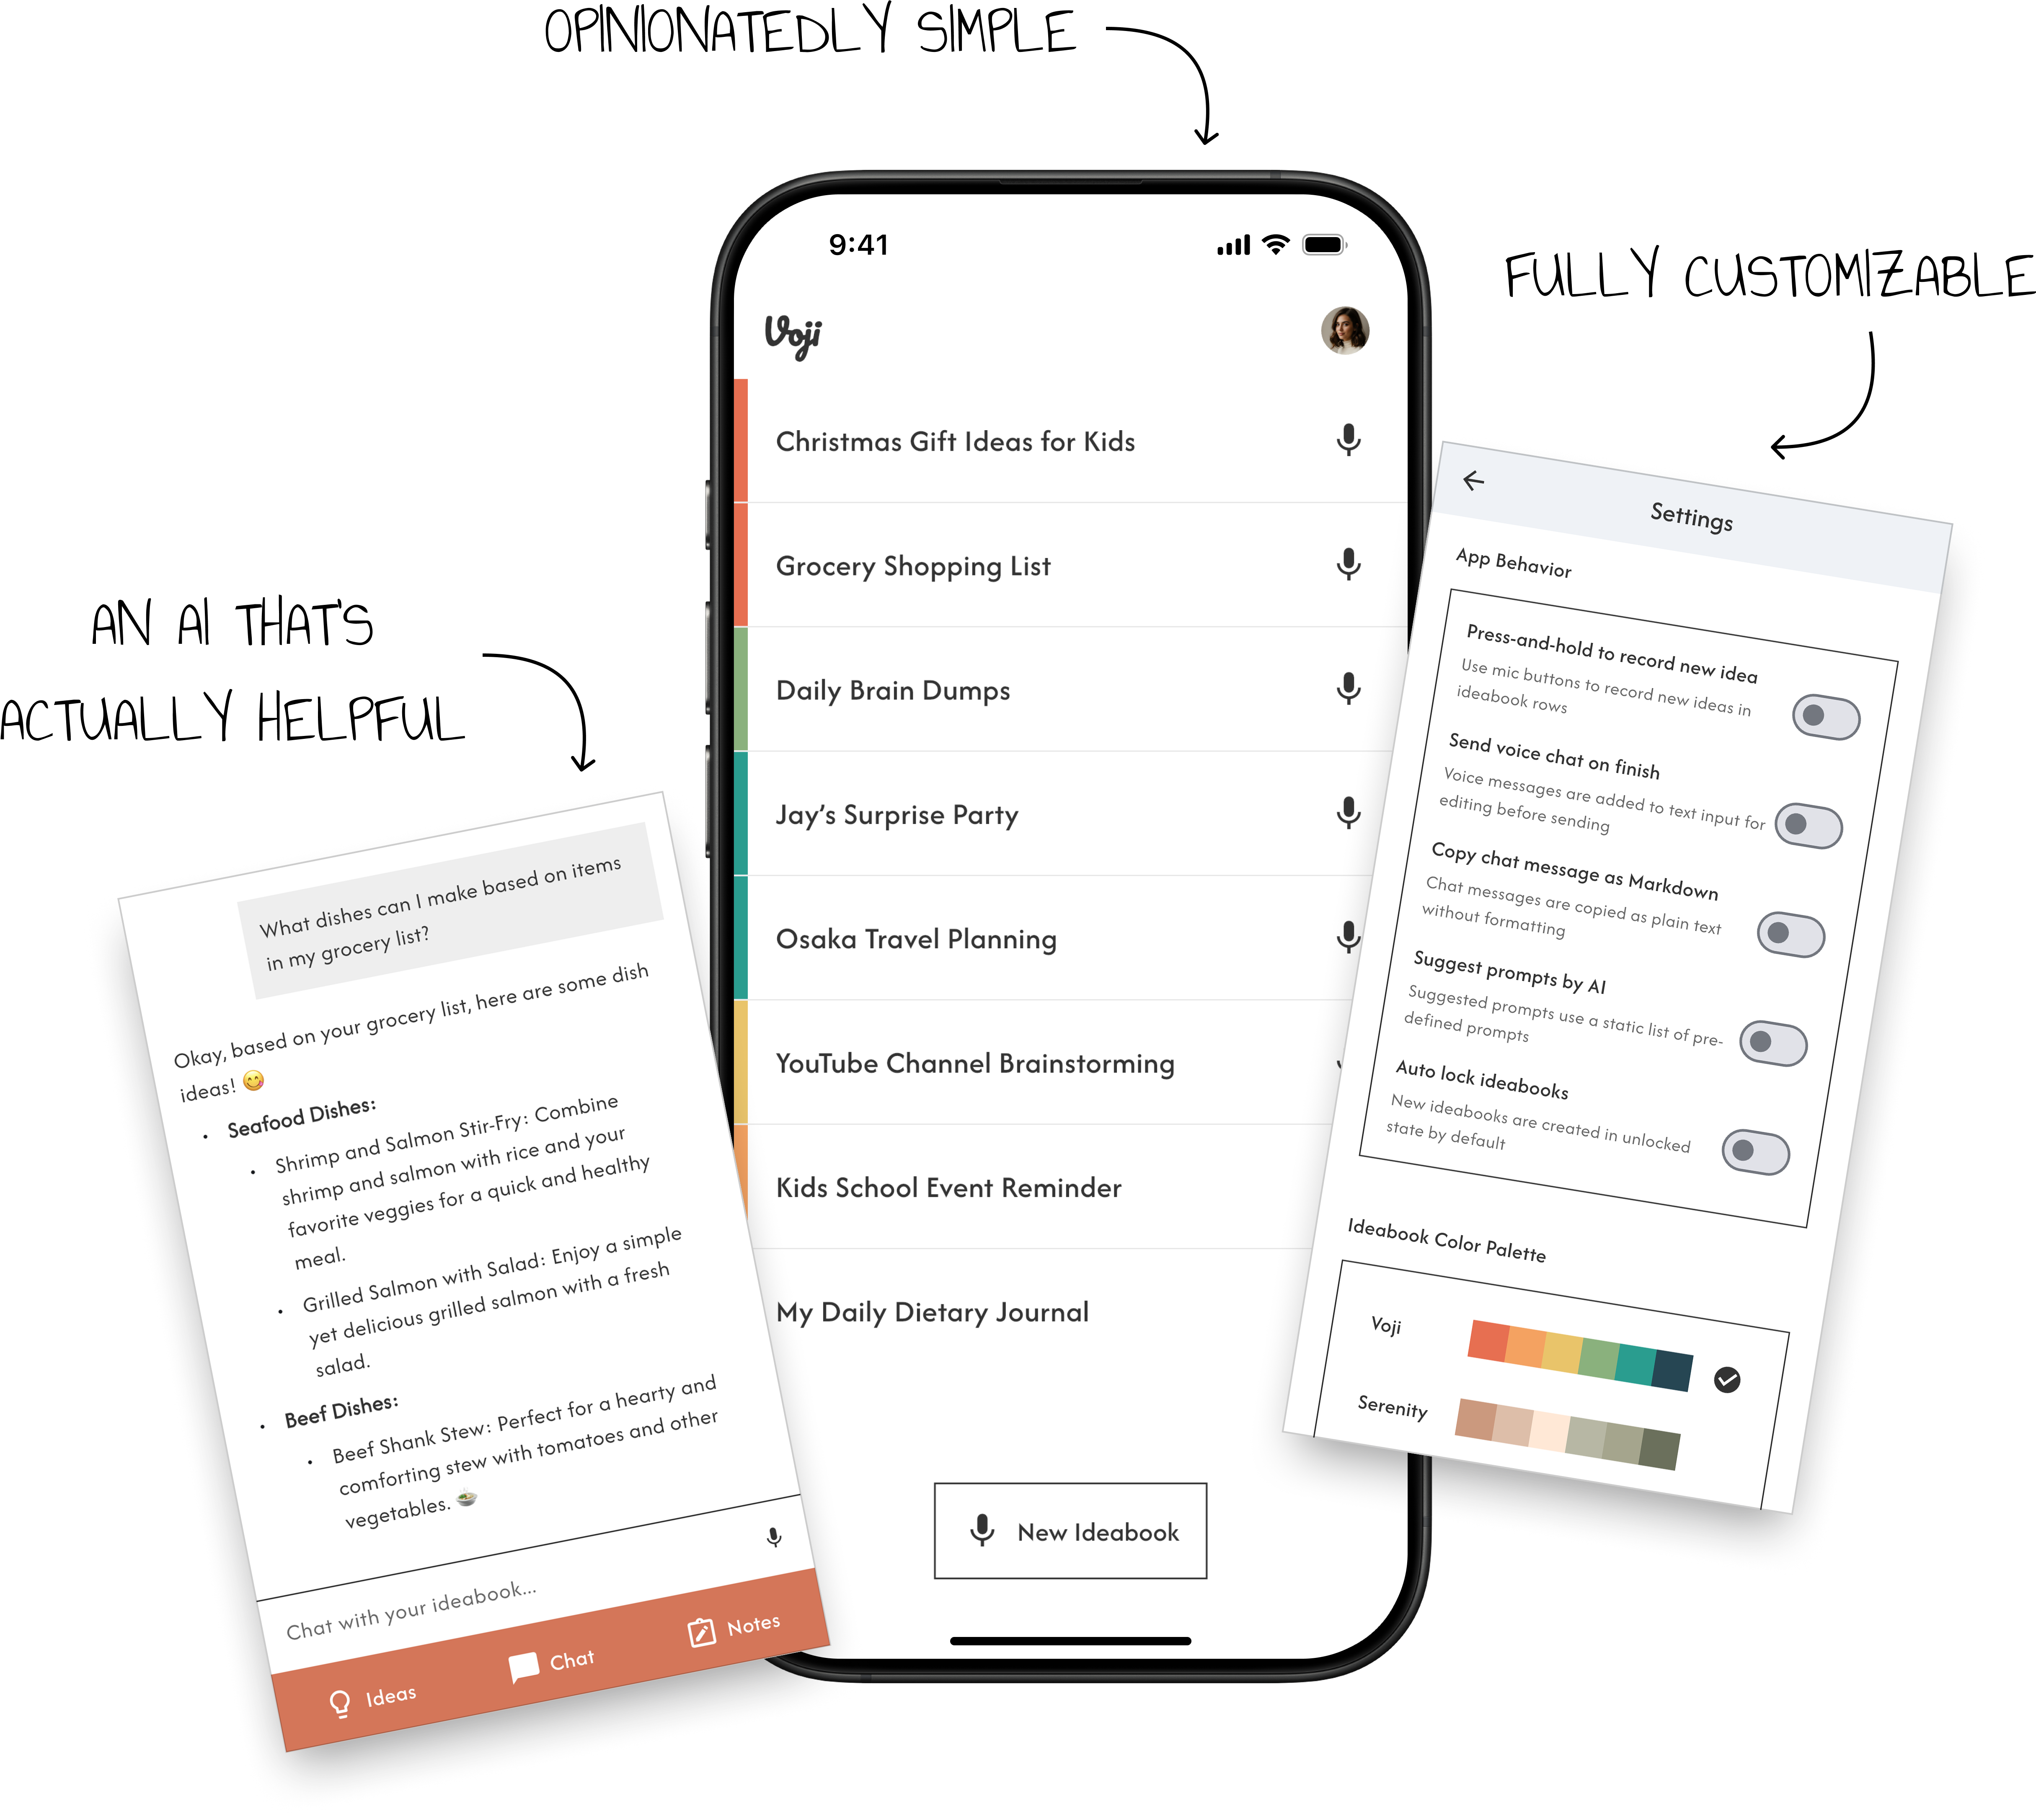 OPINIONATEDLY SIMPLE
FULLY CUSTOMIZABLE
AN AI THAT'S
ACTUALLY HELPFUL
9:41
Voji
Christmas Gift Ideas for Kids
Grocery Shopping List
Daily Brain Dumps
Jay’s Surprise Party
Osaka Travel Planning
YouTube Channel Brainstorming
Kids School Event Reminder
My Daily Dietary Journal
New Ideabook
What dishes can I make based on items
in my grocery list?
Okay, based on your grocery list, here are some dish
ideas! 😋
• Seafood Dishes:
• Shrimp and Salmon Stir-Fry: Combine
shrimp and salmon with rice and your
favorite veggies for a quick and healthy
meal.
• Grilled Salmon with Salad: Enjoy a simple
yet delicious grilled salmon with a fresh
salad.
• Beef Dishes:
• Beef Shank Stew: Perfect for a hearty and
comforting stew with tomatoes and other
vegetables. 🍲
Chat with your ideabook...
Ideas
Chat
Notes
Settings
App Behavior
Press-and-hold to record new idea
Use mic buttons to record new ideas in
ideabook rows
Send voice chat on finish
Voice messages are added to text input for
editing before sending
Copy chat message as Markdown
Chat messages are copied as plain text
without formatting
Suggest prompts by AI
Suggested prompts use a static list of pre-
defined prompts
Auto lock ideabooks
New ideabooks are created in unlocked
state by default
Ideabook Color Palette
Voji
Serenity